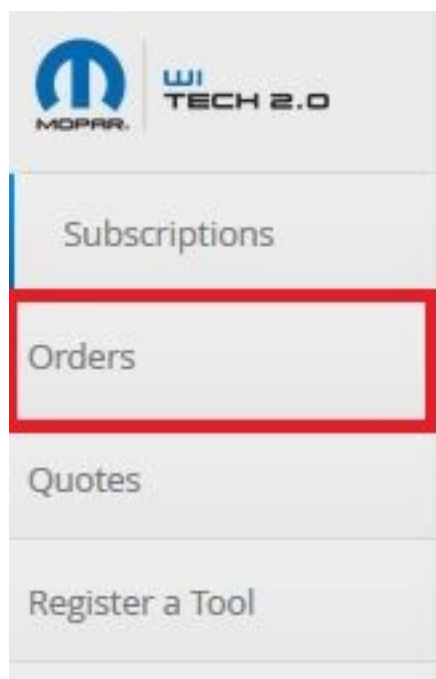 MOPAR.
WI
TECH 2.0
Subscriptions
Orders
Quotes
Register a Tool